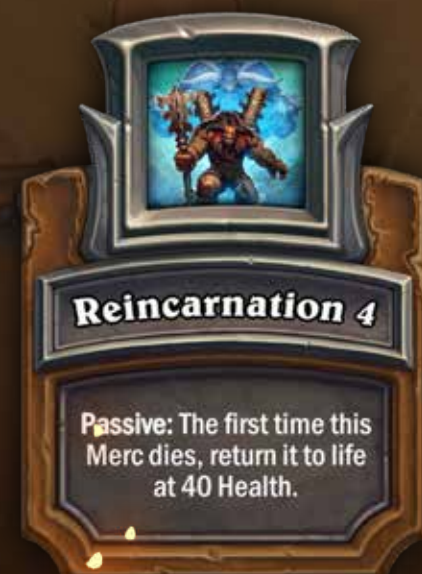 Reincarnation 4
Passive: The first time this
Merc dies, return it to life
at 40 Health.